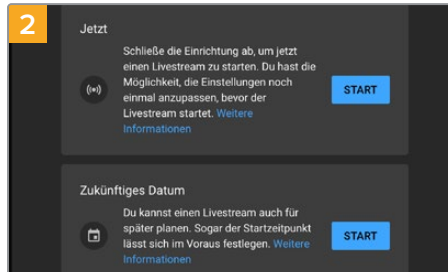 2
Jetzt
Schließe die Einrichtung ab, um jetzt
einen Livestream zu starten. Du hast die
Möglichkeit, die Einstellungen noch
einmal anzupassen, bevor der
Livestream startet. Weitere
Informationen
START
Zukünftiges Datum
Du kannst einen Livestream auch für
später planen. Sogar der Startzeitpunkt
lässt sich im Voraus festlegen. Weitere
Informationen
START